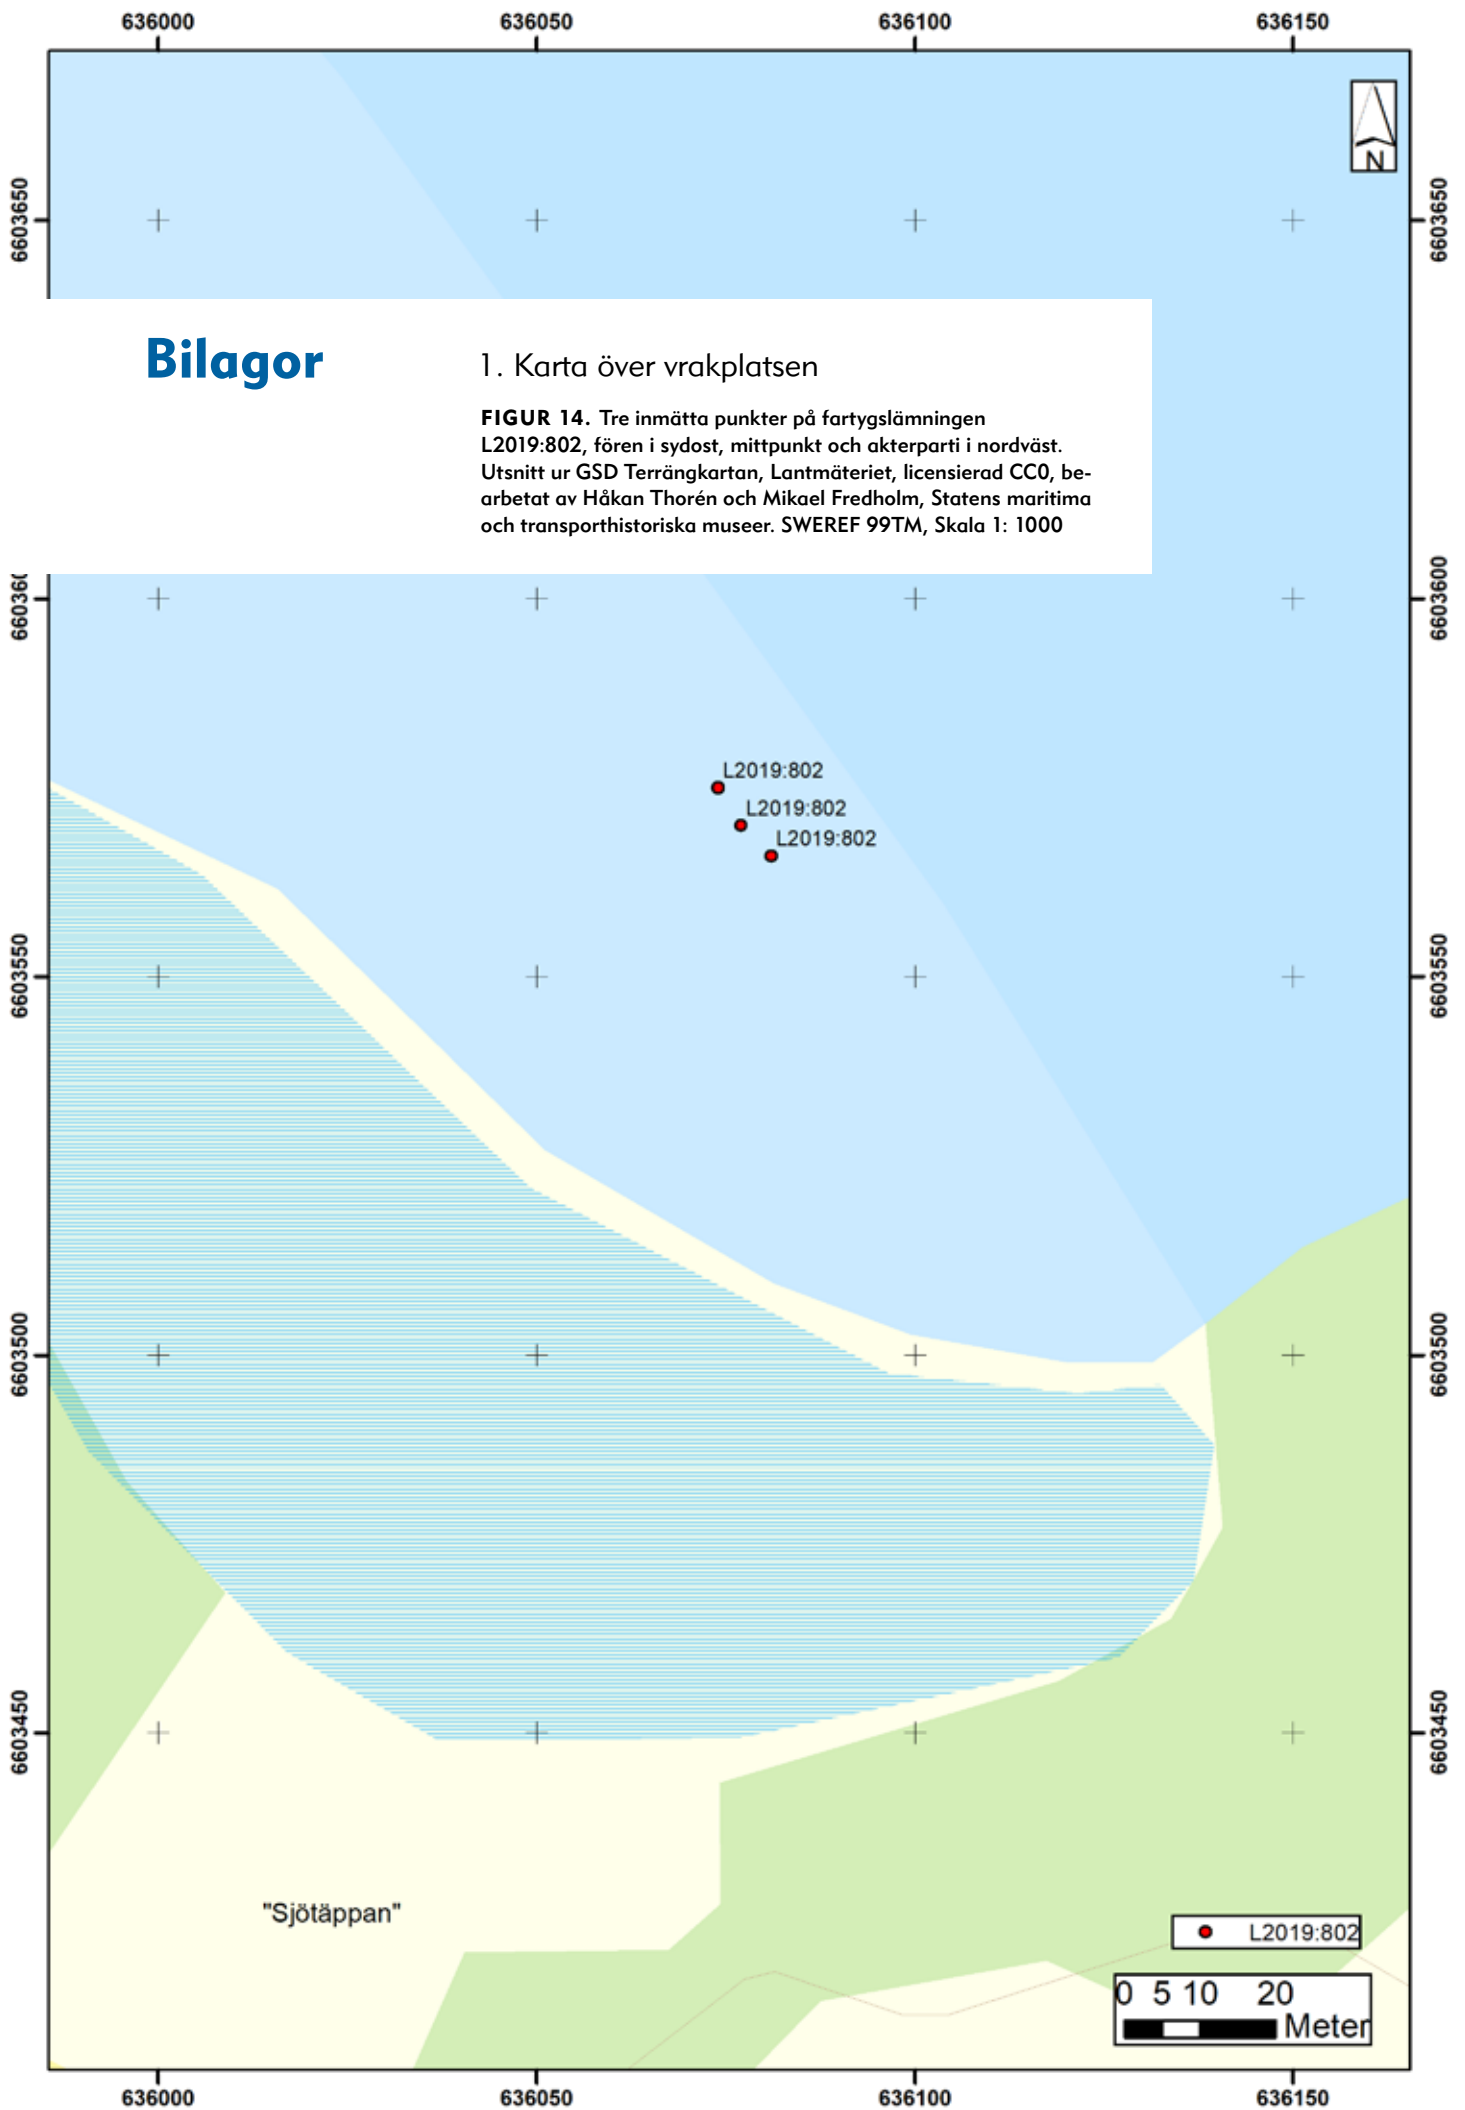 636000 636050 636100 636150
6603650 6603650
N
Bilagor
1. Karta över vrakplatsen
FIGUR 14. Tre inmätta punkter på fartygslämningen
L2019:802, fören i sydost, mittpunkt och akterparti i nordväst.
Utsnitt ur GSD Terrängkartan, Lantmäteriet, licensierad CC0, be-
arbetat av Håkan Thorén och Mikael Fredholm, Statens maritima
och transporthistoriska museer. SWEREF 99TM, Skala 1: 1000
6603600
L2019:802
L2019:802
L2019:802
6603550 6603550
6603500 6603500
6603450 6603450
"Sjötäppan"
L2019:802
0 5 10 20
Meter
636000 636050 636100 636150